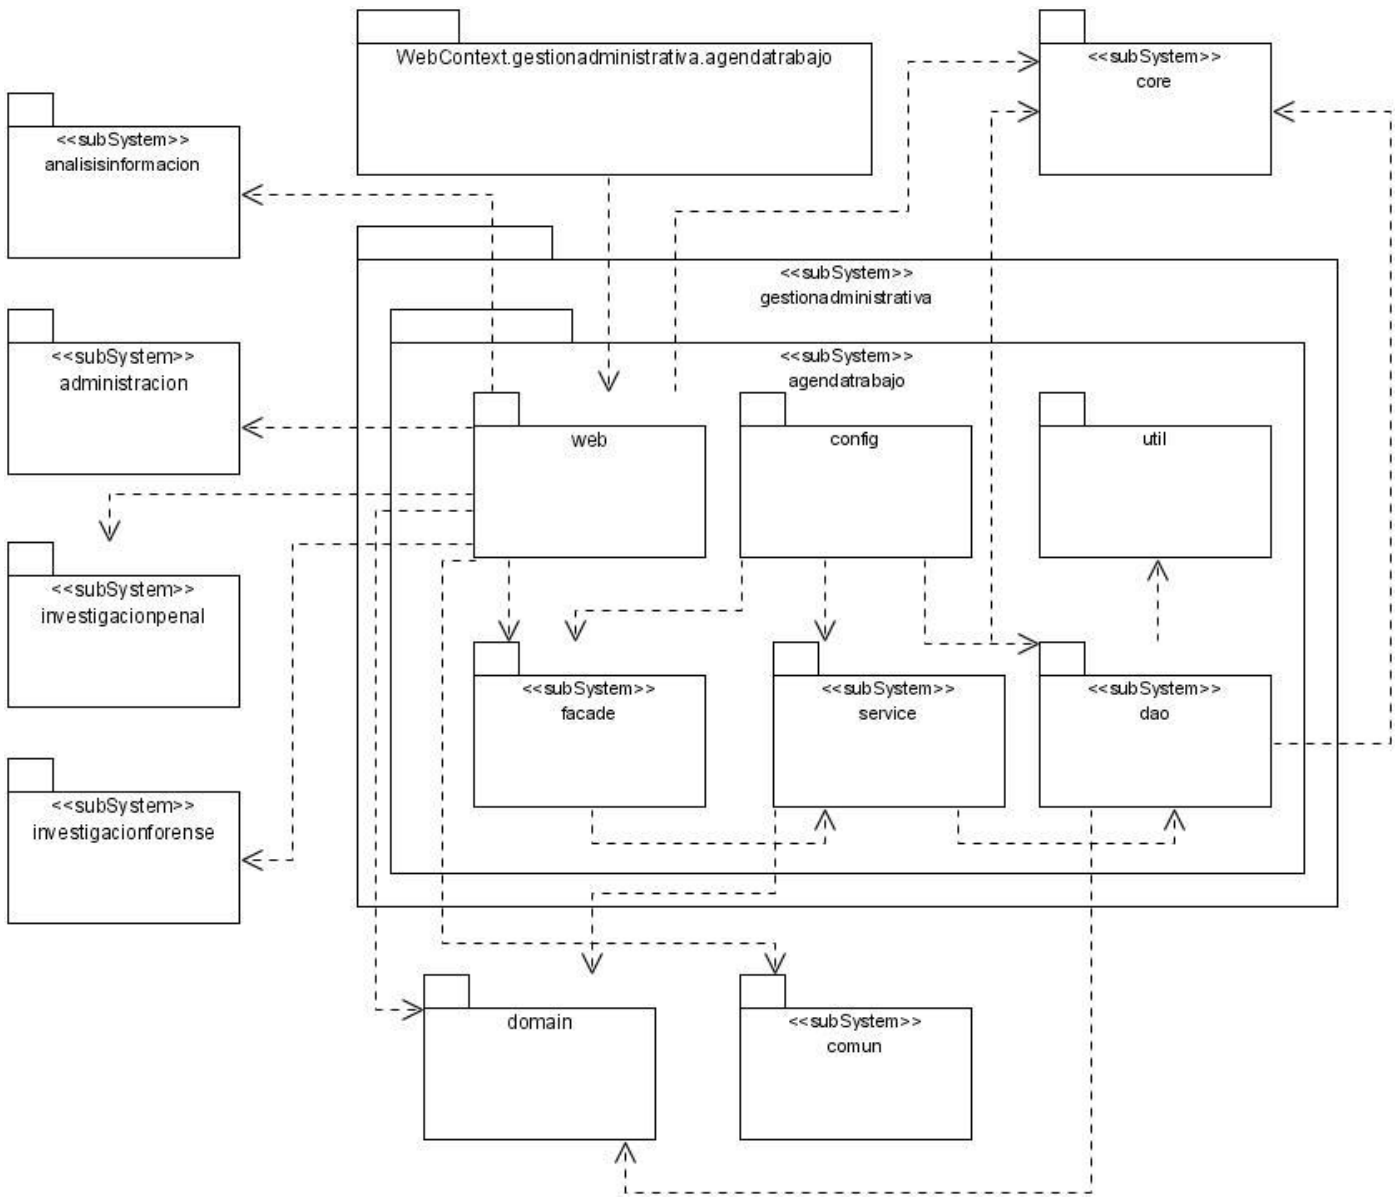 WebContext.gestionadministrativa.agendatrabajo
<<subSystem>>
core
<<subSystem>>
analisisinformacion
<<subSystem>>
gestionadministrativa
<<subSystem>>
administracion
<<subSystem>>
agendatrabajo
web
config
util
<<subSystem>>
investigacionpenal
<<subSystem>>
facade
<<subSystem>>
service
<<subSystem>>
dao
<<subSystem>>
investigacionforense
domain
<<subSystem>>
comun